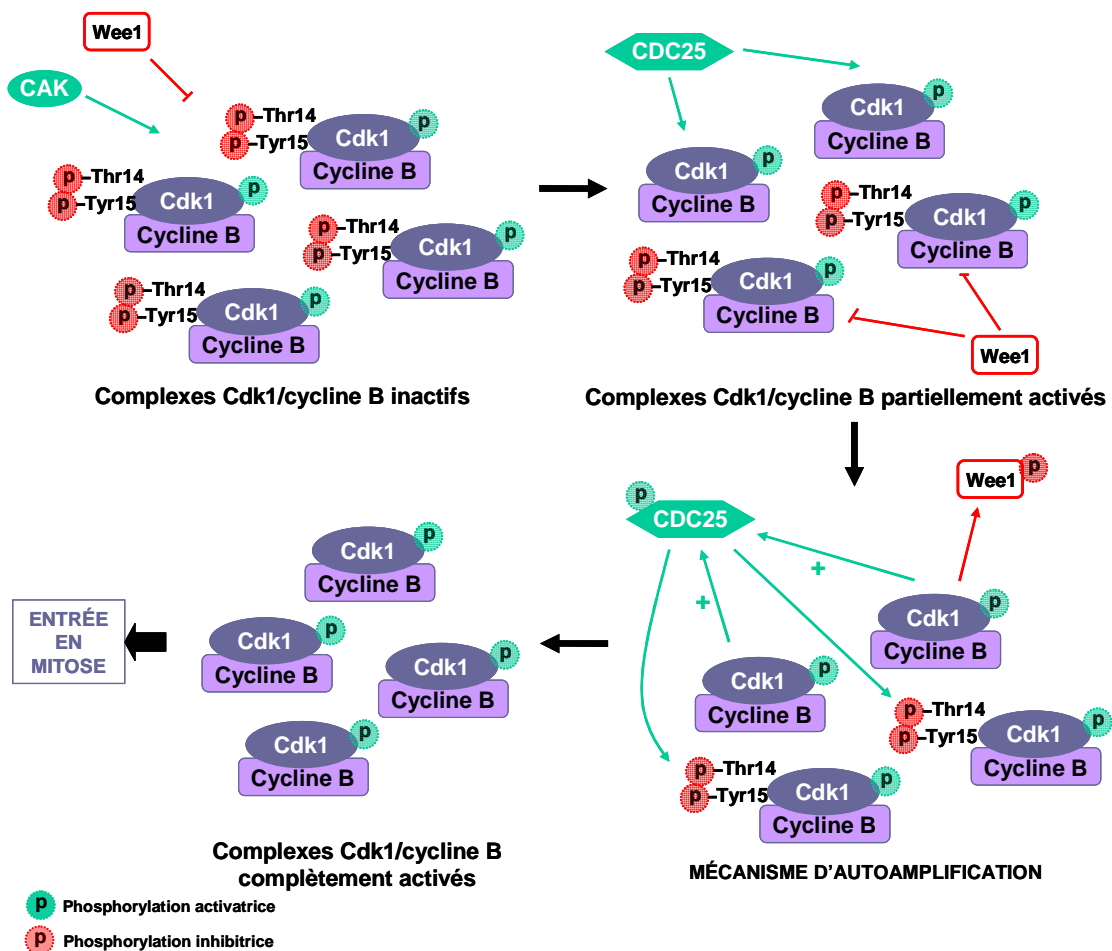 Wee1
CAK
p
–Thr14
p
–Tyr15
Cdk1
p
Cycline B
p
–Thr14
p
–Tyr15
Cdk1
p
Cycline B
p
–Thr14
p
–Tyr15
Cdk1
p
Cycline B
p
–Thr14
p
–Tyr15
Cdk1
p
Cycline B
Complexes Cdk1/cycline B inactifs
CDC25
Cdk1
p
Cycline B
Cdk1
p
Cycline B
p
–Thr14
p
–Tyr15
Cdk1
p
Cycline B
p
–Thr14
p
–Tyr15
Cdk1
p
Cycline B
Wee1
Complexes Cdk1/cycline B partiellement activés
Wee1
p
p
CDC25
+
+
Cdk1
p
Cycline B
Cdk1
p
Cycline B
p
–Thr14
p
–Tyr15
Cdk1
p
Cycline B
p
–Thr14
p
–Tyr15
Cdk1
p
Cycline B
MÉCANISME D’AUTOAMPLIFICATION
Cdk1
p
Cycline B
Cdk1
p
Cycline B
Cdk1
p
Cycline B
Cdk1
p
Cycline B
ENTRÉE
EN
MITOSE
Complexes Cdk1/cycline B
complètement activés
p Phosphorylation activatrice
p Phosphorylation inhibitrice